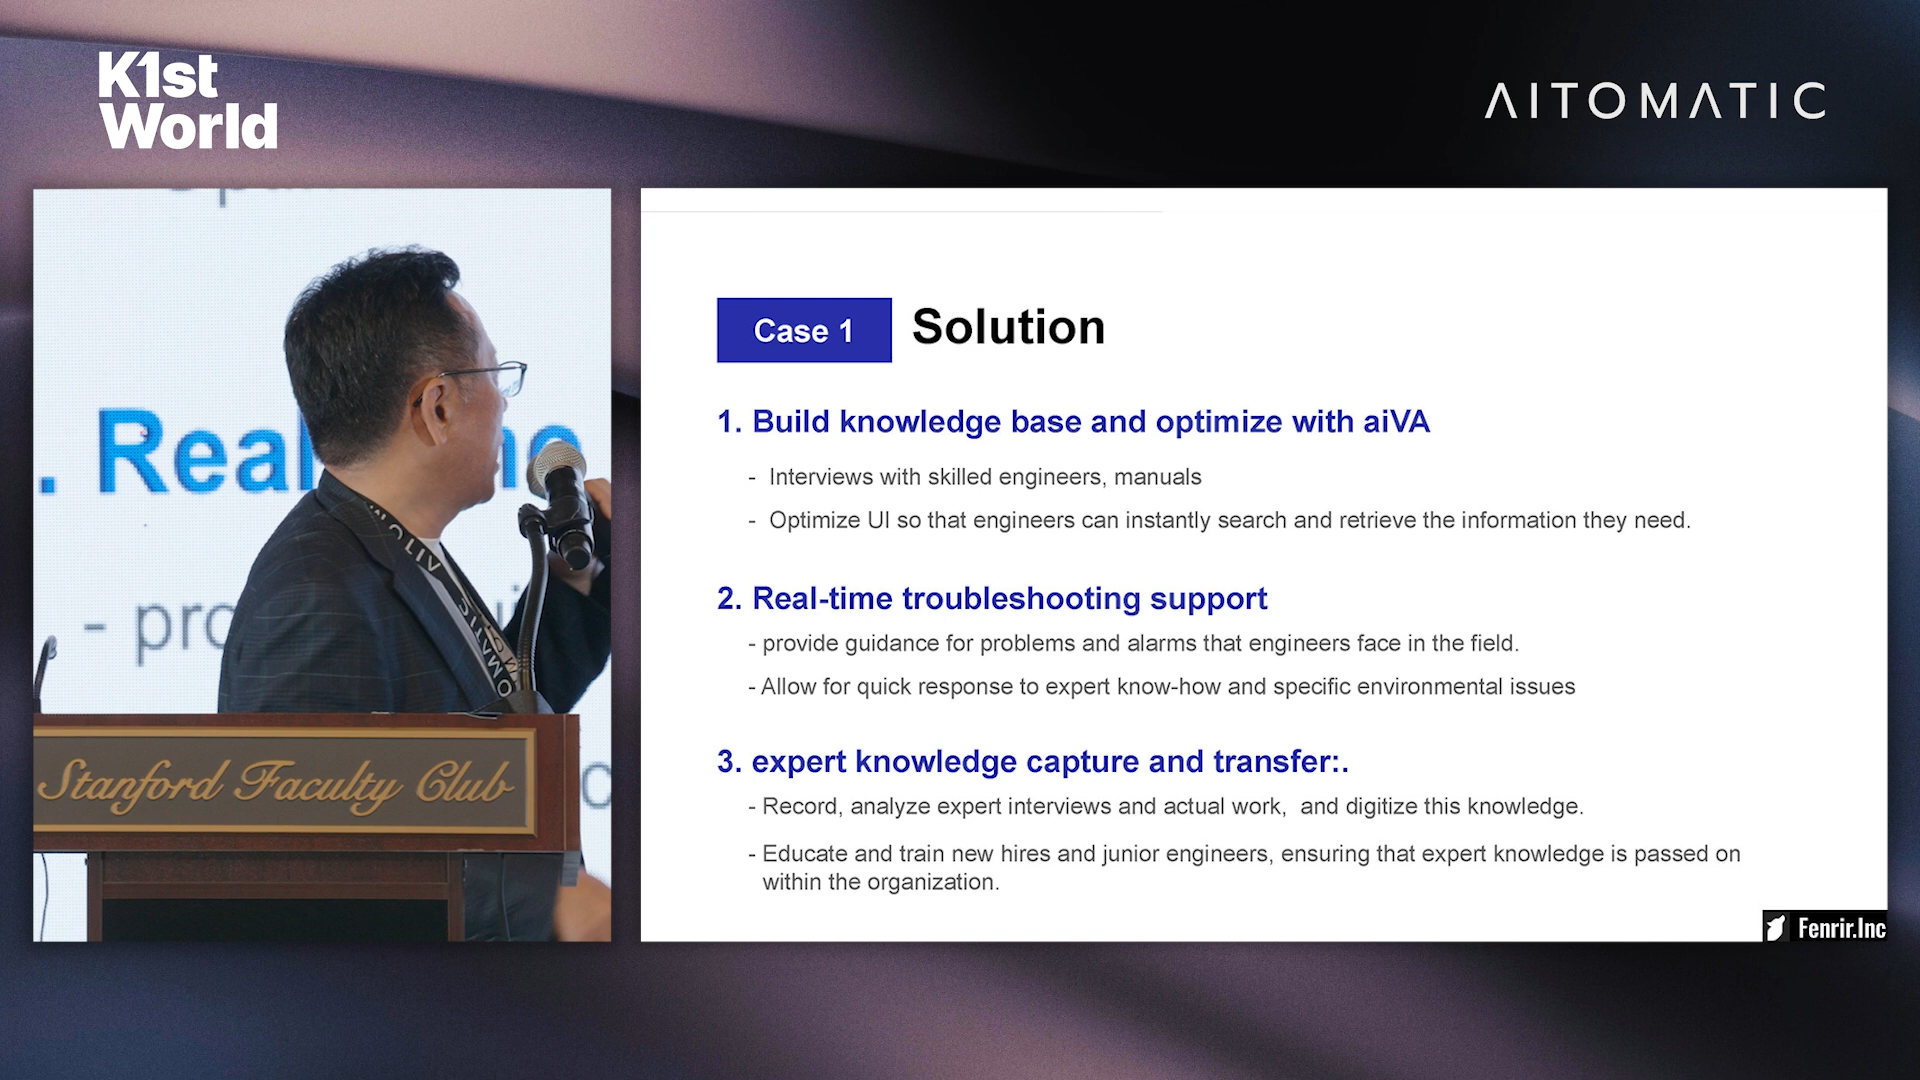 K1st
World
AITOMATIC
. Real
- pro
Stanford Faculty Club
AITOM
OMATIC
Case 1
Solution
1. Build knowledge base and optimize with aiVA
- Interviews with skilled engineers, manuals
- Optimize UI so that engineers can instantly search and retrieve the information they need.
2. Real-time troubleshooting support
- provide guidance for problems and alarms that engineers face in the field.
- Allow for quick response to expert know-how and specific environmental issues
3. expert knowledge capture and transfer:.
- Record, analyze expert interviews and actual work,  and digitize this knowledge.
- Educate and train new hires and junior engineers, ensuring that expert knowledge is passed on
within the organization.
Fenrir.Inc